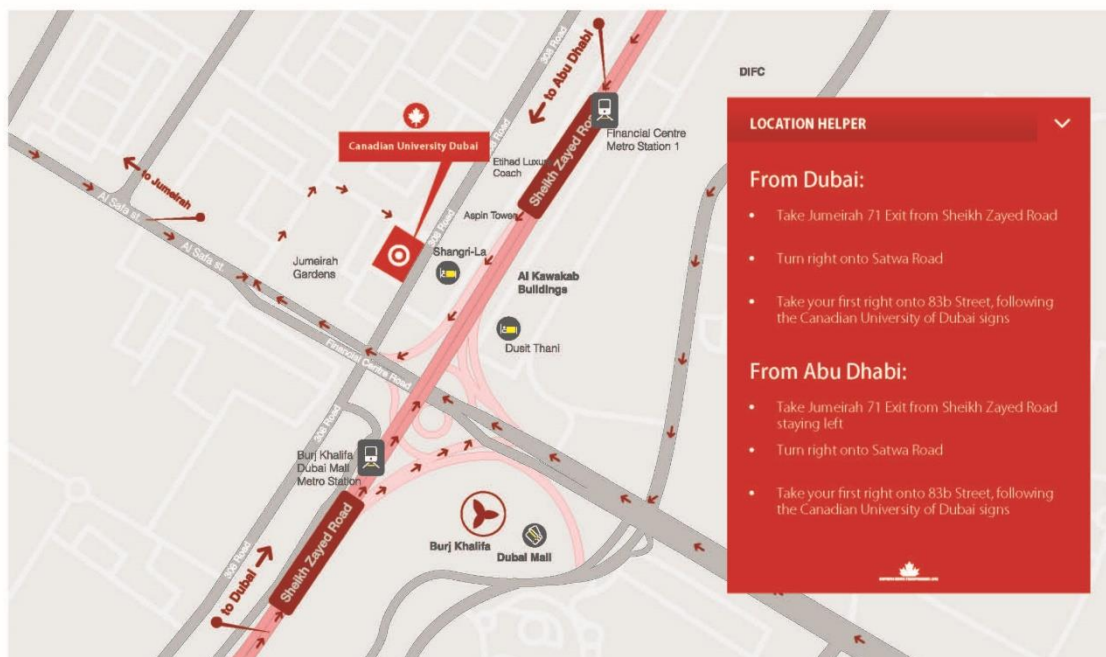 308 Road
to Abu Dhabi
DIFC
Canadian University Dubai
Financial Centre
Metro Station 1
Sheikh Zayed Road
Etihad Luxury
Coach
Aspin Tower
to Jumeirah
Al Safa st.
Al Safa st.
308 Road
308 Road
Shangri-La
Jumeirah
Gardens
Al Kawakab
Buildings
Dusit Thani
Financial Centre Road
308 Road
Burj Khalifa
Dubai Mall
Metro Station
Burj Khalifa
Dubai Mall
Sheikh Zayed Road
308 Road
to Dubai
LOCATION HELPER
From Dubai:
• Take Jumeirah 71 Exit from Sheikh Zayed Road
• Turn right onto Satwa Road
• Take your first right onto 83b Street, following
the Canadian University of Dubai signs
From Abu Dhabi:
• Take Jumeirah 71 Exit from Sheikh Zayed Road
staying left
• Turn right onto Satwa Road
• Take your first right onto 83b Street, following
the Canadian University of Dubai signs